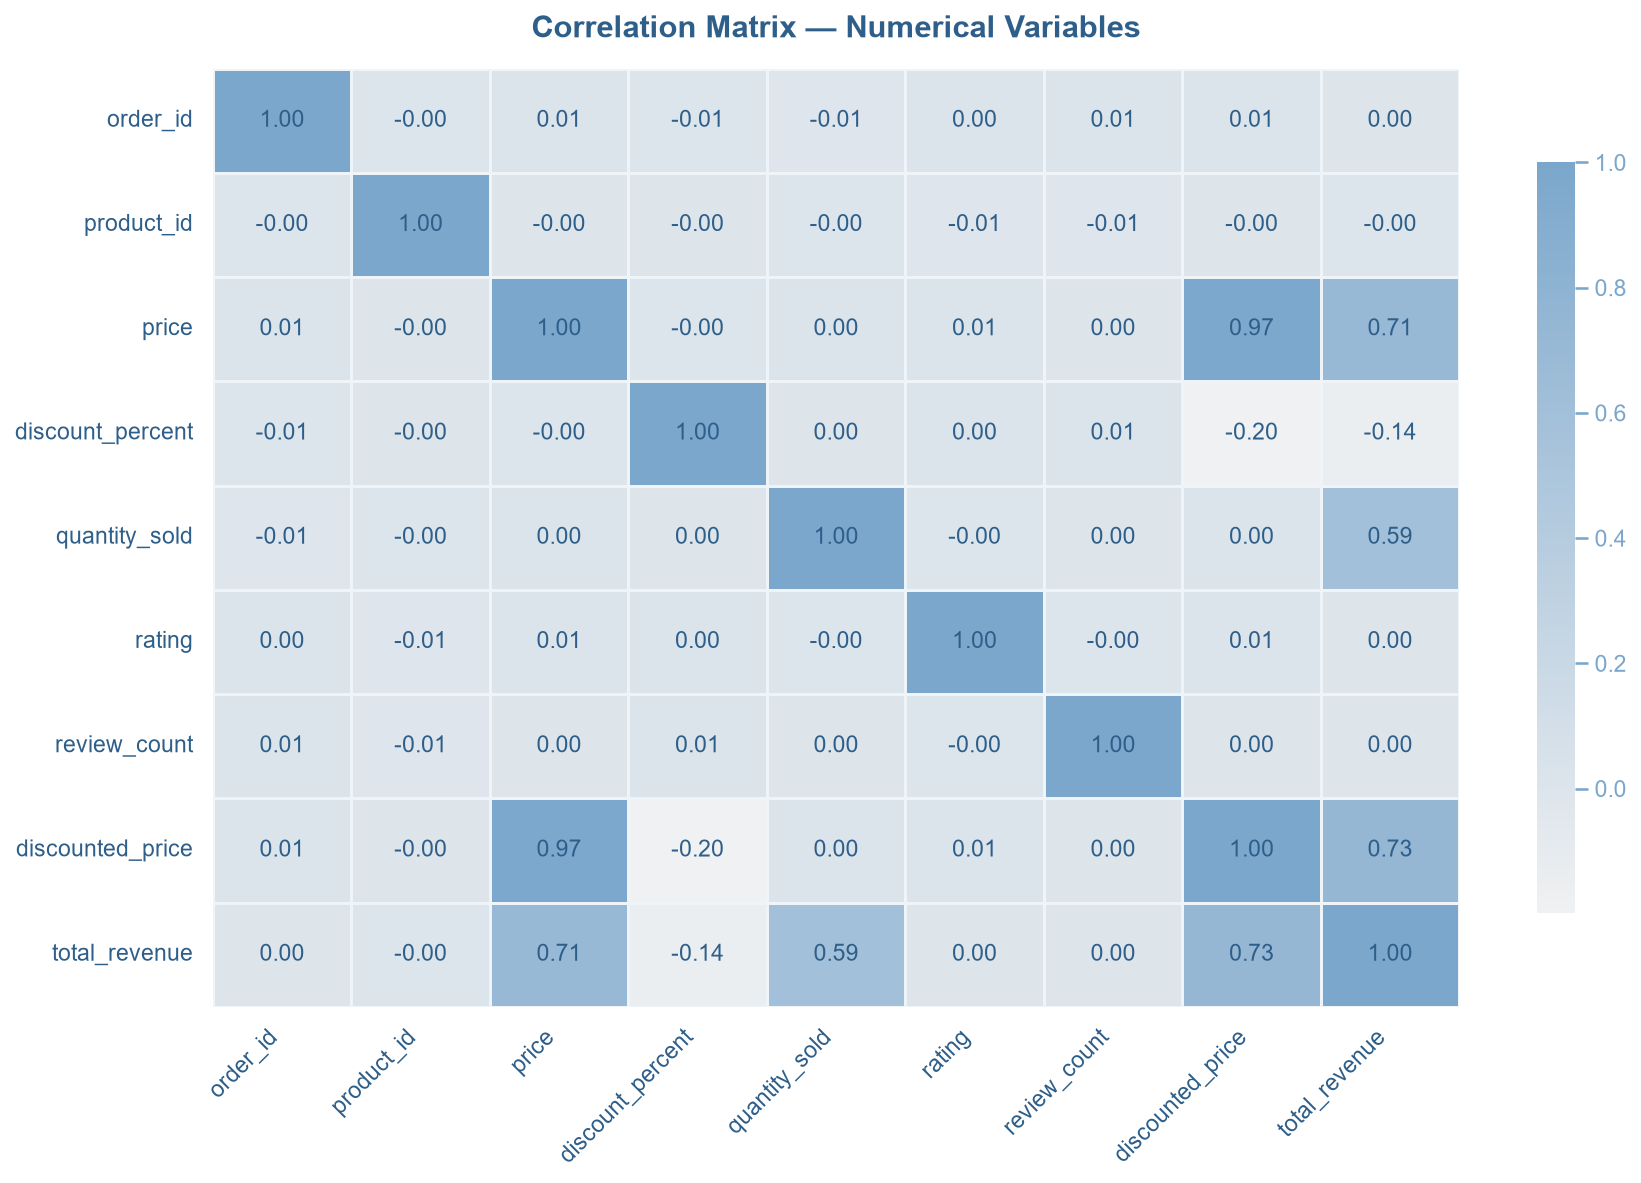 Correlation Matrix — Numerical Variables
order_id 1.00 -0.00 0.01 -0.01 -0.01 0.00 0.01 0.01 0.00
product_id -0.00 1.00 -0.00 -0.00 -0.00 -0.01 -0.01 -0.00 -0.00
price 0.01 -0.00 1.00 -0.00 0.00 0.01 0.00 0.97 0.71
discount_percent -0.01 -0.00 -0.00 1.00 0.00 0.00 0.01 -0.20 -0.14
quantity_sold -0.01 -0.00 0.00 0.00 1.00 -0.00 0.00 0.00 0.59
rating 0.00 -0.01 0.01 0.00 -0.00 1.00 -0.00 0.01 0.00
review_count 0.01 -0.01 0.00 0.01 0.00 -0.00 1.00 0.00 0.00
discounted_price 0.01 -0.00 0.97 -0.20 0.00 0.01 0.00 1.00 0.73
total_revenue 0.00 -0.00 0.71 -0.14 0.59 0.00 0.00 0.73 1.00
order_id product_id price discount_percent quantity_sold rating review_count discounted_price total_revenue
1.0
0.8
0.6
0.4
0.2
0.0